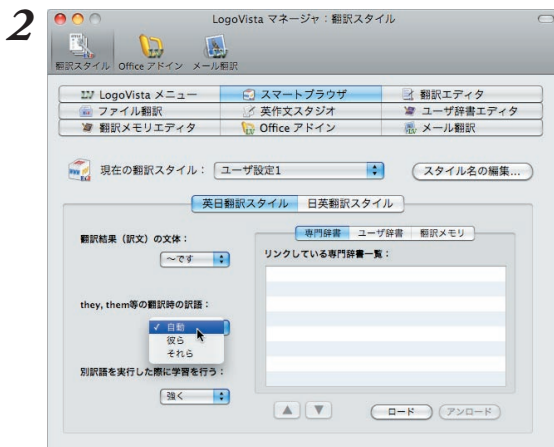 2
LogoVista マネージャ：翻訳スタイル
翻訳スタイル Office アドイン メール翻訳
LogoVista メニュー スマートブラウザ 翻訳エディタ
ファイル翻訳 英作文スタジオ ユーザ辞書エディタ
翻訳メモリエディタ Office アドイン メール翻訳
現在の翻訳スタイル： ユーザ設定1 スタイル名の編集...
英日翻訳スタイル 日英翻訳スタイル
翻訳結果（訳文）の文体：
～です
専門辞書 ユーザ辞書 翻訳メモリ
リンクしている専門辞書一覧：
they, them等の翻訳時の訳語：
✓ 自動
彼ら
それら
別訳語を実行した際に学習を行う：
強く
ロード アンロード